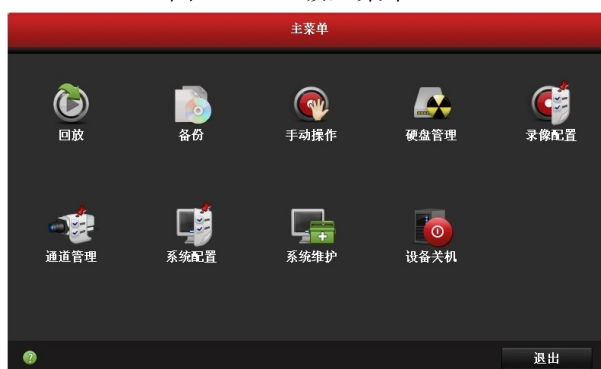 主菜单
回放
备份
手动操作
硬盘管理
录像配置
通道管理
系统配置
系统维护
设备关机
退出